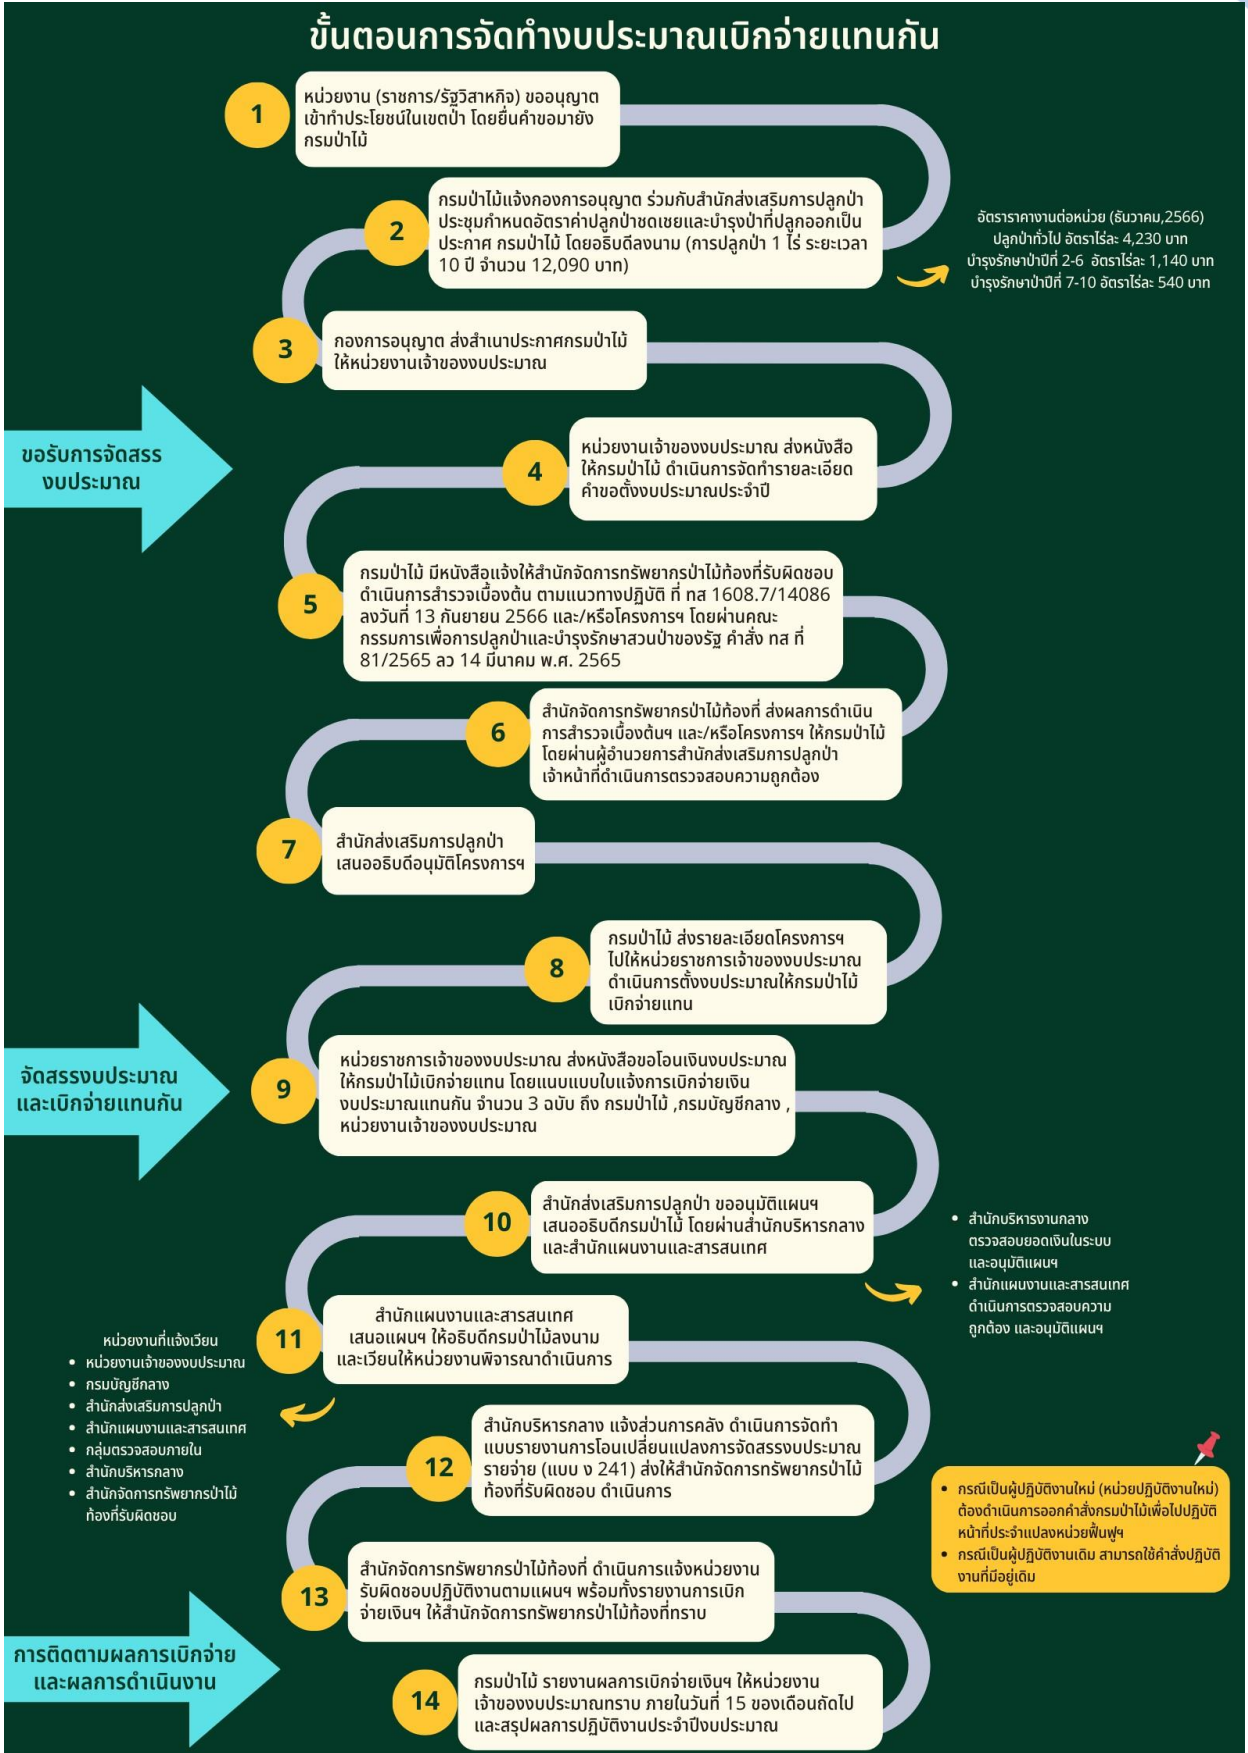 ขั้นตอนการจัดทำงบประมาณเบิกจ่ายแทนกัน
1
หน่วยงาน (ราชการ/รัฐวิสาหกิจ) ขออนุญาต
เข้าทำประโยชน์ในเขตป่า โดยยื่นคำขอมายัง
กรมป่าไม้
2
กรมป่าไม้แจ้งกองการอนุญาต ร่วมกับสำนักส่งเสริมการปลูกป่า
ประชุมกำหนดอัตราค่าปลูกป่าชดเชยและบำรุงป่าที่ปลูกออกเป็น
ประกาศ กรมป่าไม้ โดยอธิบดีลงนาม (การปลูกป่า 1 ไร่ ระยะเวลา
10 ปี จำนวน 12,090 บาท)
อัตราราคางานต่อหน่วย (ธันวาคม,2566)
ปลูกป่าทั่วไป อัตราไร่ละ 4,230 บาท
บำรุงรักษาป่าปีที่ 2-6 อัตราไร่ละ 1,140 บาท
บำรุงรักษาป่าปีที่ 7-10 อัตราไร่ละ 540 บาท
3
กองการอนุญาต ส่งสำเนาประกาศกรมป่าไม้
ให้หน่วยงานเจ้าของงบประมาณ
ขอรับการจัดสรร
งบประมาณ
4
หน่วยงานเจ้าของงบประมาณ ส่งหนังสือ
ให้กรมป่าไม้ ดำเนินการจัดทำรายละเอียด
คำขอตั้งงบประมาณประจำปี
5
กรมป่าไม้ มีหนังสือแจ้งให้สำนักจัดการทรัพยากรป่าไม้ท้องที่รับผิดชอบ
ดำเนินการสำรวจเบื้องต้น ตามแนวทางปฏิบัติ ที่ ทส 1608.7/14086
ลงวันที่ 13 กันยายน 2566 และ/หรือโครงการฯ โดยผ่านคณะ
กรรมการเพื่อการปลูกป่าและบำรุงรักษาสวนป่าของรัฐ คำสั่ง ทส ที่
81/2565 ลว 14 มีนาคม พ.ศ. 2565
6
สำนักจัดการทรัพยากรป่าไม้ท้องที่ ส่งผลการดำเนิน
การสำรวจเบื้องต้นฯ และ/หรือโครงการฯ ให้กรมป่าไม้
โดยผ่านผู้อำนวยการสำนักส่งเสริมการปลูกป่า
เจ้าหน้าที่ดำเนินการตรวจสอบความถูกต้อง
7
สำนักส่งเสริมการปลูกป่า
เสนออธิบดีอนุมัติโครงการฯ
8
กรมป่าไม้ ส่งรายละเอียดโครงการฯ
ไปให้หน่วยราชการเจ้าของงบประมาณ
ดำเนินการตั้งงบประมาณให้กรมป่าไม้
เบิกจ่ายแทน
จัดสรรงบประมาณ
และเบิกจ่ายแทนกัน
9
หน่วยราชการเจ้าของงบประมาณ ส่งหนังสือขอโอนเงินงบประมาณ
ให้กรมป่าไม้เบิกจ่ายแทน โดยแนบแบบใบแจ้งการเบิกจ่ายเงิน
งบประมาณแทนกัน จำนวน 3 ฉบับ ถึง กรมป่าไม้ ,กรมบัญชีกลาง ,
หน่วยงานเจ้าของงบประมาณ
10
สำนักส่งเสริมการปลูกป่า ขออนุมัติแผนฯ
เสนออธิบดีกรมป่าไม้ โดยผ่านสำนักบริหารกลาง
และสำนักแผนงานและสารสนเทศ
• สำนักบริหารงานกลาง
ตรวจสอบยอดเงินในระบบ
และอนุมัติแผนฯ
• สำนักแผนงานและสารสนเทศ
ดำเนินการตรวจสอบความ
ถูกต้อง และอนุมัติแผนฯ
11
สำนักแผนงานและสารสนเทศ
เสนอแผนฯ ให้อธิบดีกรมป่าไม้ลงนาม
และเวียนให้หน่วยงานพิจารณาดำเนินการ
หน่วยงานที่แจ้งเวียน
• หน่วยงานเจ้าของงบประมาณ
• กรมบัญชีกลาง
• สำนักส่งเสริมการปลูกป่า
• สำนักแผนงานและสารสนเทศ
• กลุ่มตรวจสอบภายใน
• สำนักบริหารกลาง
• สำนักจัดการทรัพยากรป่าไม้
ท้องที่รับผิดชอบ
12
สำนักบริหารกลาง แจ้งส่วนการคลัง ดำเนินการจัดทำ
แบบรายงานการโอนเปลี่ยนแปลงการจัดสรรงบประมาณ
รายจ่าย (แบบ ง 241) ส่งให้สำนักจัดการทรัพยากรป่าไม้
ท้องที่รับผิดชอบ ดำเนินการ
• กรณีเป็นผู้ปฏิบัติงานใหม่ (หน่วยปฏิบัติงานใหม่)
ต้องดำเนินการออกคำสั่งกรมป่าไม้เพื่อไปปฏิบัติ
หน้าที่ประจำแปลงหน่วยฟื้นฟูฯ
• กรณีเป็นผู้ปฏิบัติงานเดิม สามารถใช้คำสั่งปฏิบัติ
งานที่มีอยู่เดิม
13
สำนักจัดการทรัพยากรป่าไม้ท้องที่ ดำเนินการแจ้งหน่วยงาน
รับผิดชอบปฏิบัติงานตามแผนฯ พร้อมทั้งรายงานการเบิก
จ่ายเงินฯ ให้สำนักจัดการทรัพยากรป่าไม้ท้องที่ทราบ
การติดตามผลการเบิกจ่าย
และผลการดำเนินงาน
14
กรมป่าไม้ รายงานผลการเบิกจ่ายเงินฯ ให้หน่วยงาน
เจ้าของงบประมาณทราบ ภายในวันที่ 15 ของเดือนถัดไป
และสรุปผลการปฏิบัติงานประจำปีงบประมาณ